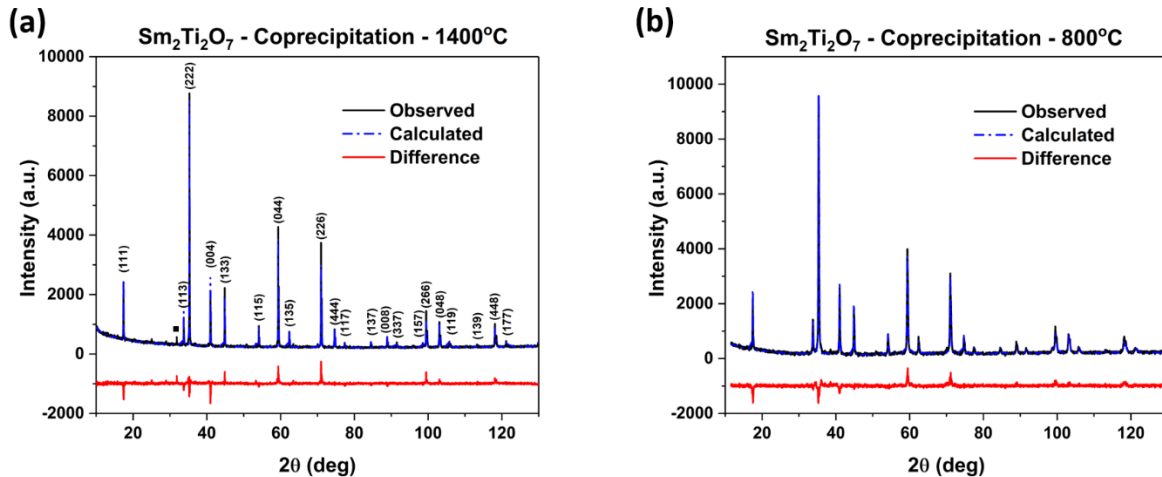 (a)
Sm₂Ti₂O₇ - Coprecipitation - 1400°C
10000
8000
6000
4000
2000
0
-2000
Intensity (a.u.)
Observed
Calculated
Difference
(111)
(113)
(222)
(004)
(133)
(115)
(044)
(135)
(226)
(444)
(117)
(137)
(008)
(337)
(157)
(266)
(048)
(119)
(139)
(448)
(177)
20 40 60 80 100 120
2θ (deg)
(b)
Sm₂Ti₂O₇ - Coprecipitation - 800°C
10000
8000
6000
4000
2000
0
-2000
Intensity (a.u.)
Observed
Calculated
Difference
20 40 60 80 100 120
2θ (deg)